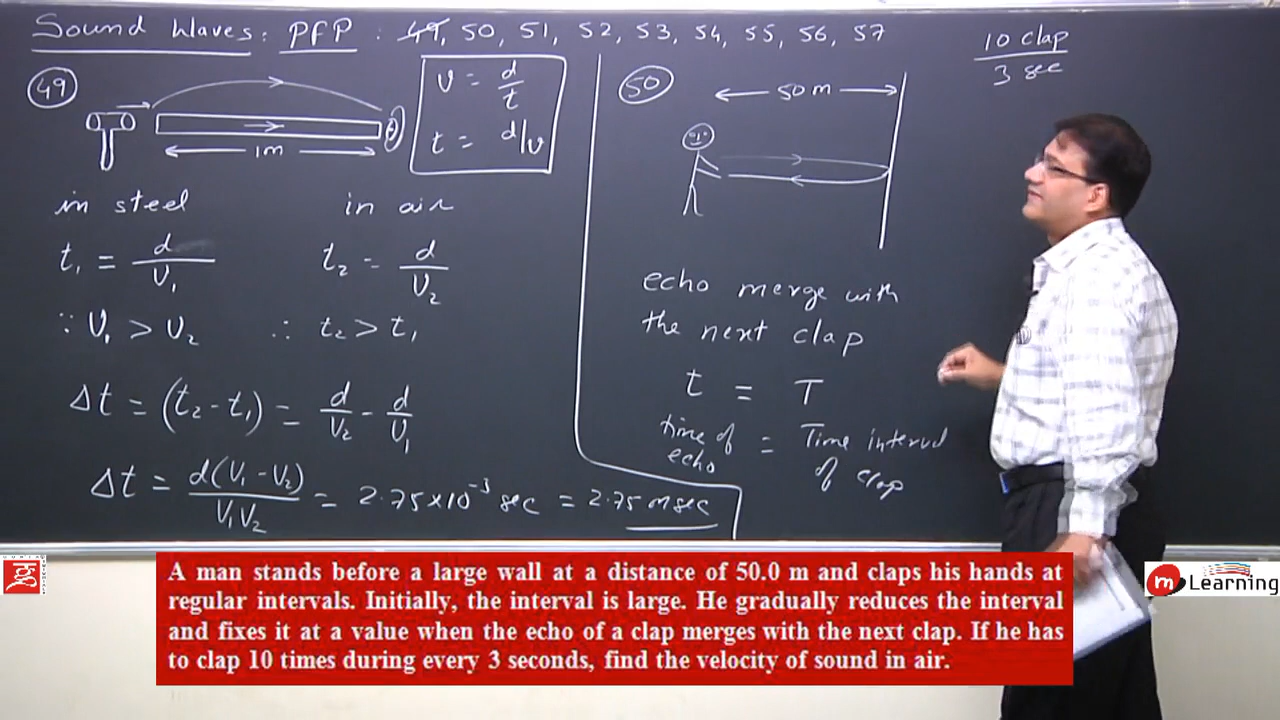 Sound Waves: PFP : 49, 50, 51, 52, 53, 54, 55, 56, 57
49
1m
v = d/t
t = d/v
in steel
in air
t₁ = d/V₁
t₂ = d/V₂
∵ V₁ > V₂ ∴ t₂ > t₁
Δt = (t₂ - t₁) = d/V₂ - d/V₁
Δt = d(V₁ - V₂)/V₁V₂ = 2.75×10⁻³ sec = 2.75 msec
50
50 m
10 clap
3 sec
echo merge with
the next clap
t = T
time of echo = Time interval of clap
A man stands before a large wall at a distance of 50.0 m and claps his hands at
regular intervals. Initially, the interval is large. He gradually reduces the interval
and fixes it at a value when the echo of a clap merges with the next clap. If he has
to clap 10 times during every 3 seconds, find the velocity of sound in air.
m Learning